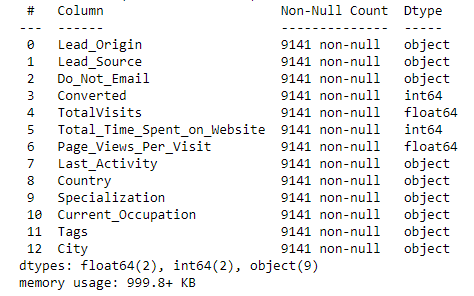 #   Column                       Non-Null Count  Dtype
---  ------                       --------------  -----
0   Lead_Origin                  9141 non-null   object
1   Lead_Source                  9141 non-null   object
2   Do_Not_Email                 9141 non-null   object
3   Converted                    9141 non-null   int64
4   TotalVisits                  9141 non-null   float64
5   Total_Time_Spent_on_Website  9141 non-null   int64
6   Page_Views_Per_Visit         9141 non-null   float64
7   Last_Activity                9141 non-null   object
8   Country                      9141 non-null   object
9   Specialization               9141 non-null   object
10  Current_Occupation           9141 non-null   object
11  Tags                         9141 non-null   object
12  City                         9141 non-null   object
dtypes: float64(2), int64(2), object(9)
memory usage: 999.8+ KB